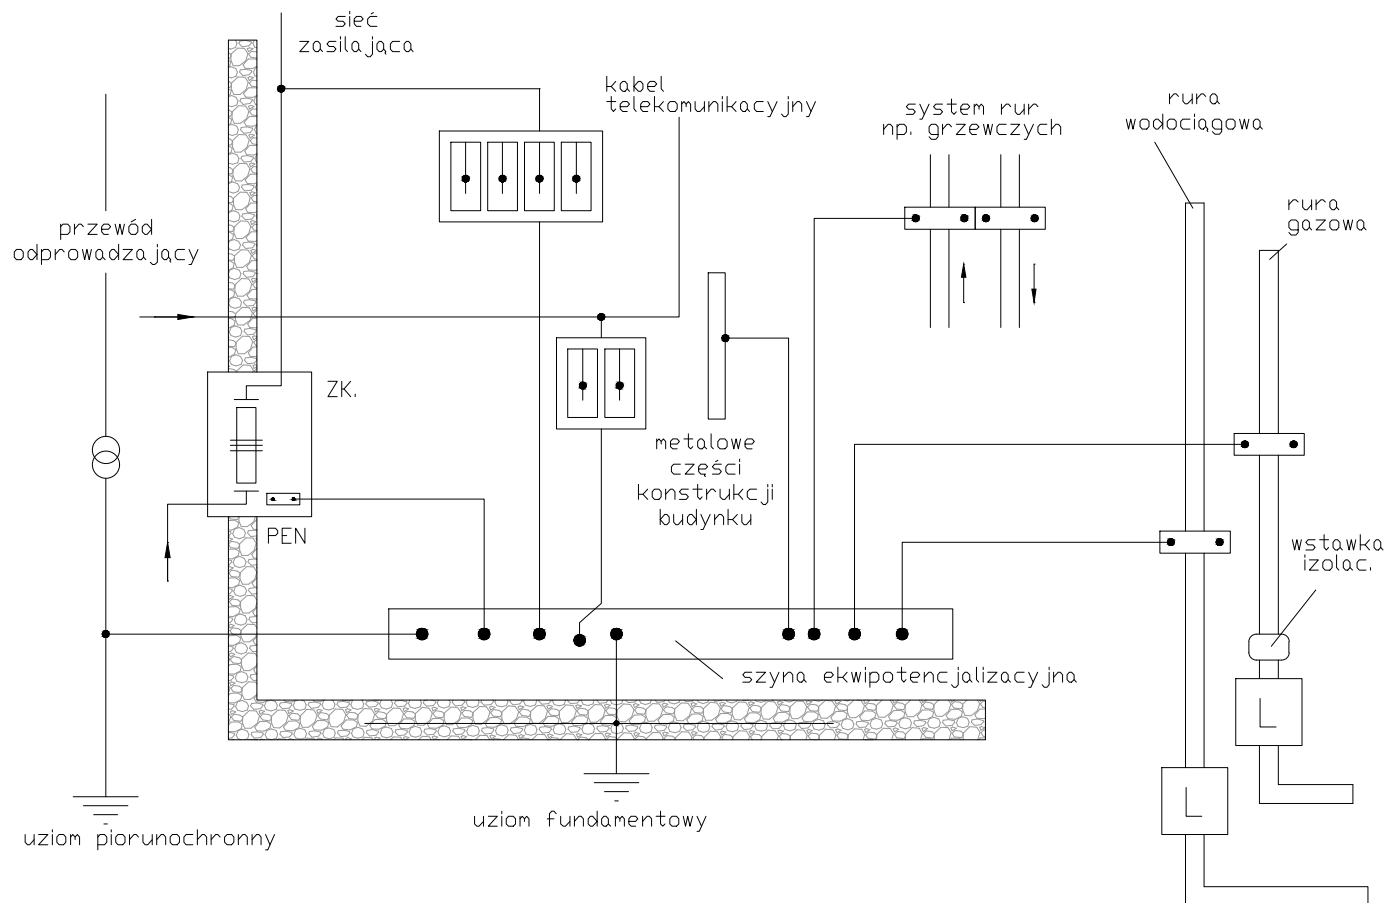 sieć
zasilająca
kabel
telekomunikacyjny
system rur
np. grzewczych
rura
wodociągowa
rura
gazowa
przewód
odprowadzający
ZK.
metalowe
części
konstrukcji
budynku
PEN
wstawka
izolac.
szyna ekwipotencjalizacyjna
L
L
uziom fundamentowy
uziom piorunochronny